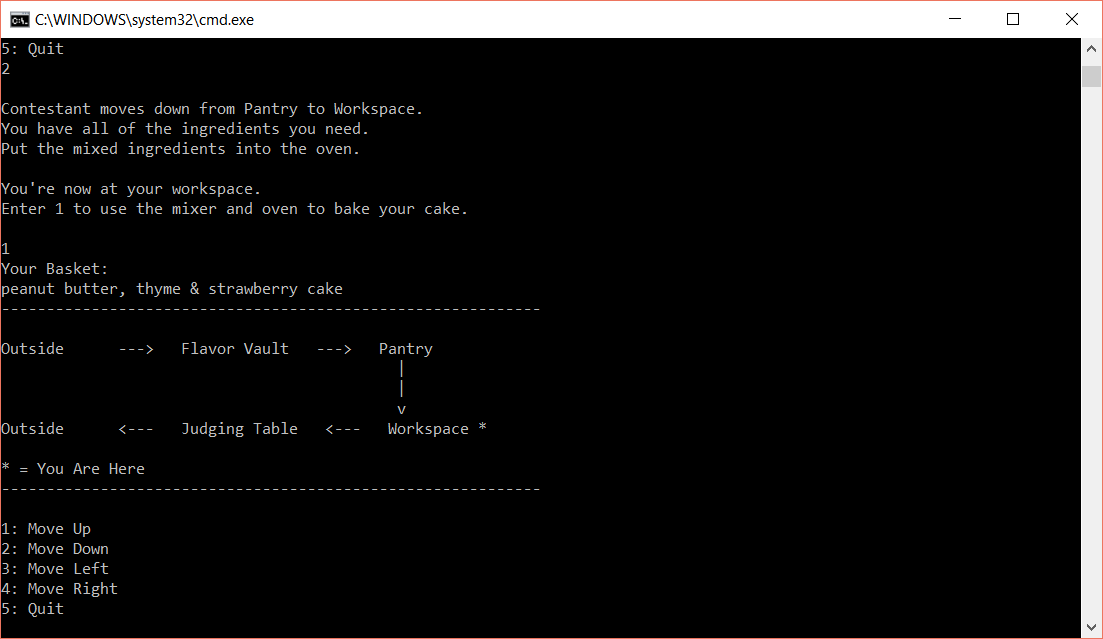 C:\WINDOWS\system32\cmd.exe
5: Quit
2
Contestant moves down from Pantry to Workspace.
You have all of the ingredients you need.
Put the mixed ingredients into the oven.
You're now at your workspace.
Enter 1 to use the mixer and oven to bake your cake.
1
Your Basket:
peanut butter, thyme & strawberry cake
------------------------------------------------------------
Outside      --->   Flavor Vault   --->   Pantry
|
|
v
Outside      <---   Judging Table   <---   Workspace *
* = You Are Here
------------------------------------------------------------
1: Move Up
2: Move Down
3: Move Left
4: Move Right
5: Quit